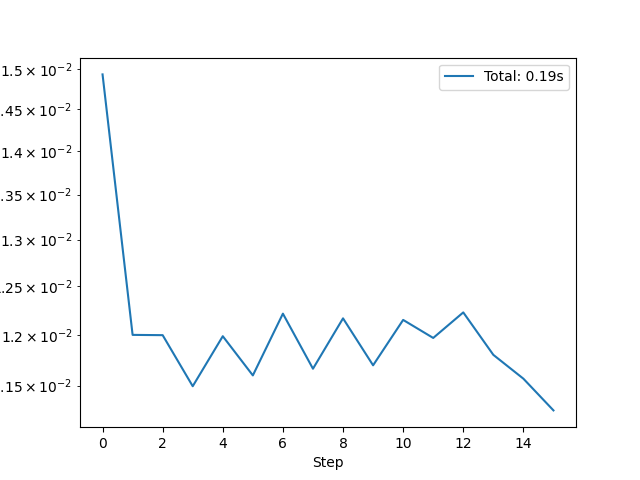 Total: 0.19s
1.5 × 10⁻²
.45 × 10⁻²
1.4 × 10⁻²
.35 × 10⁻²
1.3 × 10⁻²
.25 × 10⁻²
1.2 × 10⁻²
.15 × 10⁻²
0 2 4 6 8 10 12 14
Step